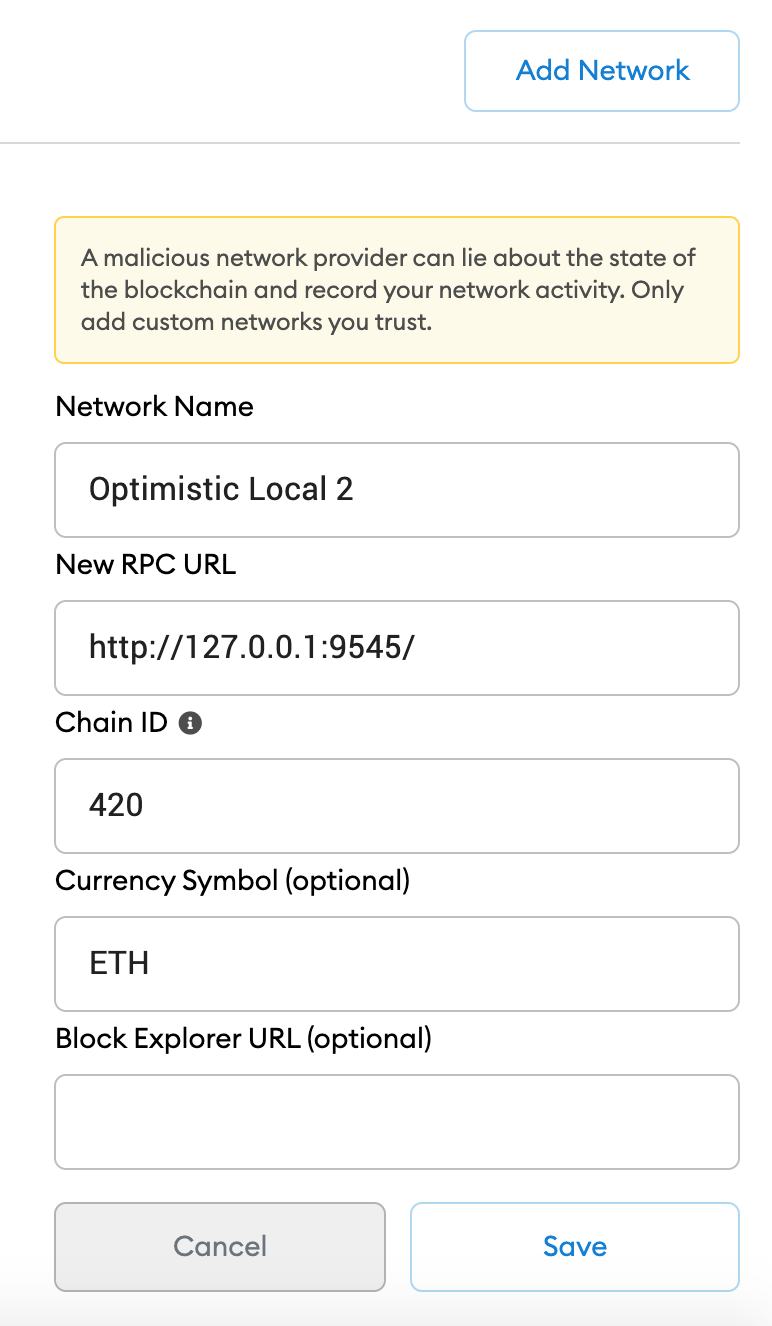 Add Network
A malicious network provider can lie about the state of
the blockchain and record your network activity. Only
add custom networks you trust.
Network Name
Optimistic Local 2
New RPC URL
http://127.0.0.1:9545/
Chain ID
420
Currency Symbol (optional)
ETH
Block Explorer URL (optional)
Cancel
Save